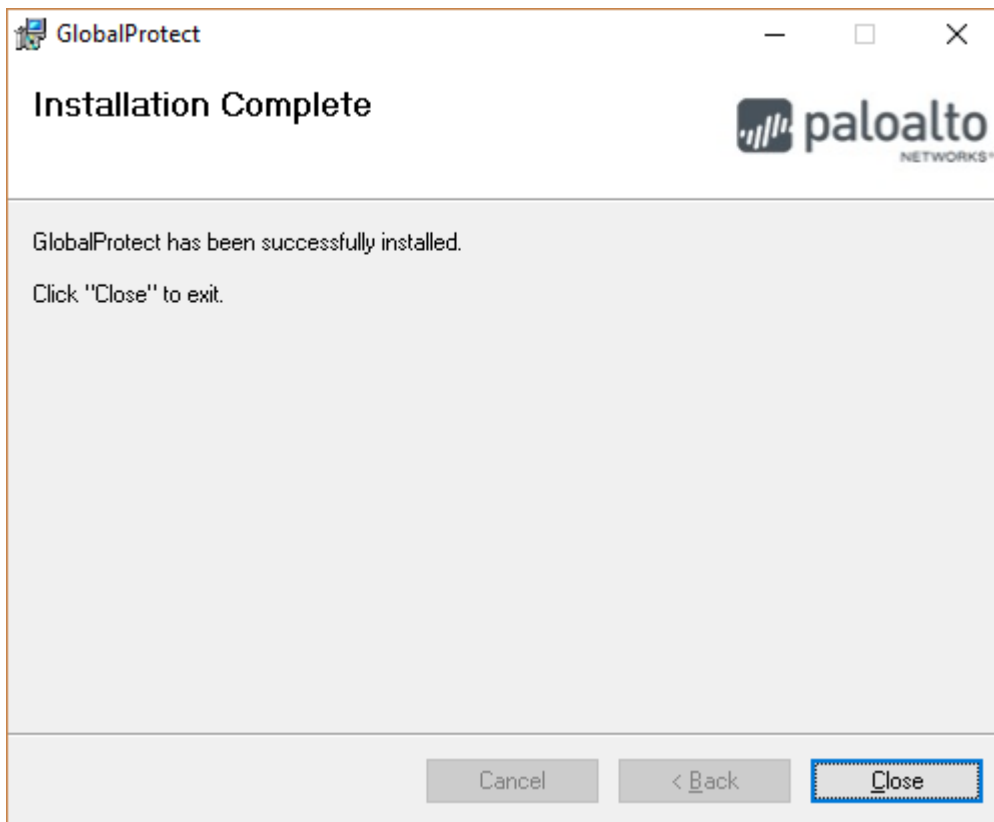 GlobalProtect
Installation Complete
paloalto
NETWORKS®
GlobalProtect has been successfully installed.
Click "Close" to exit.
Cancel
< Back
Close